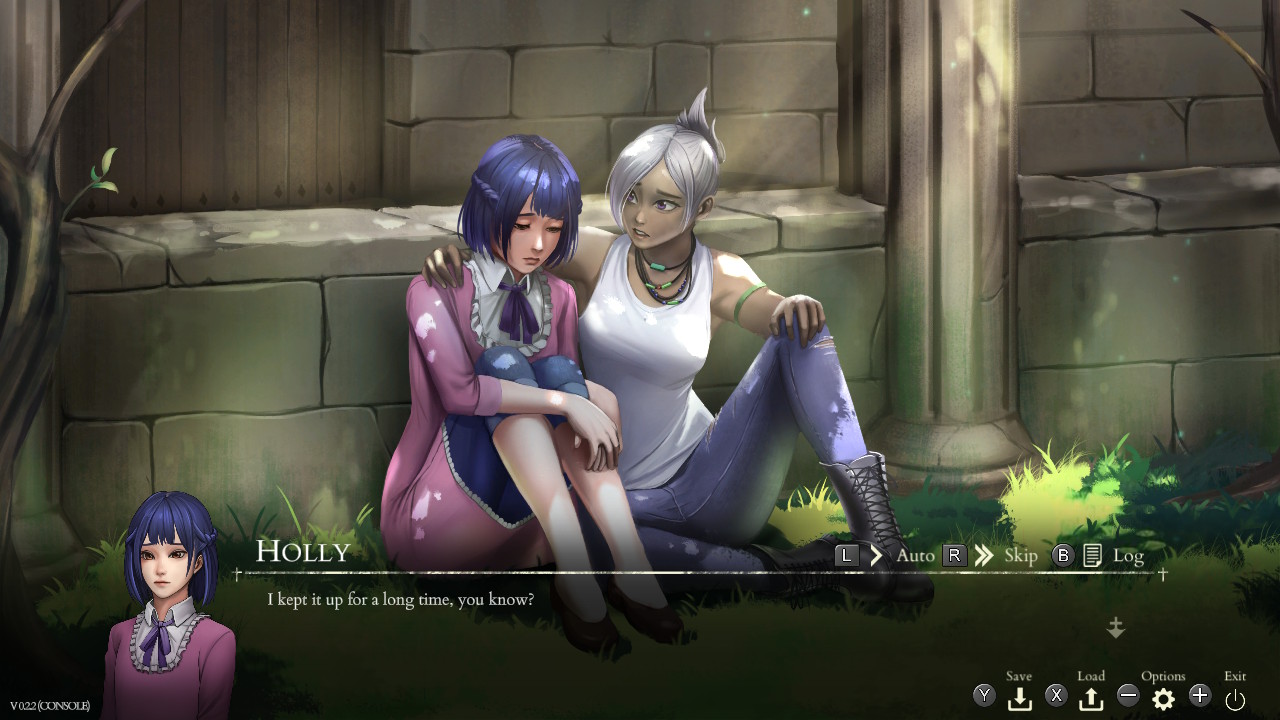 HOLLY
L Auto R Skip B Log
I kept it up for a long time, you know?
Save Load Options Exit
Y X
V 0.2.2 (CONSOLE)